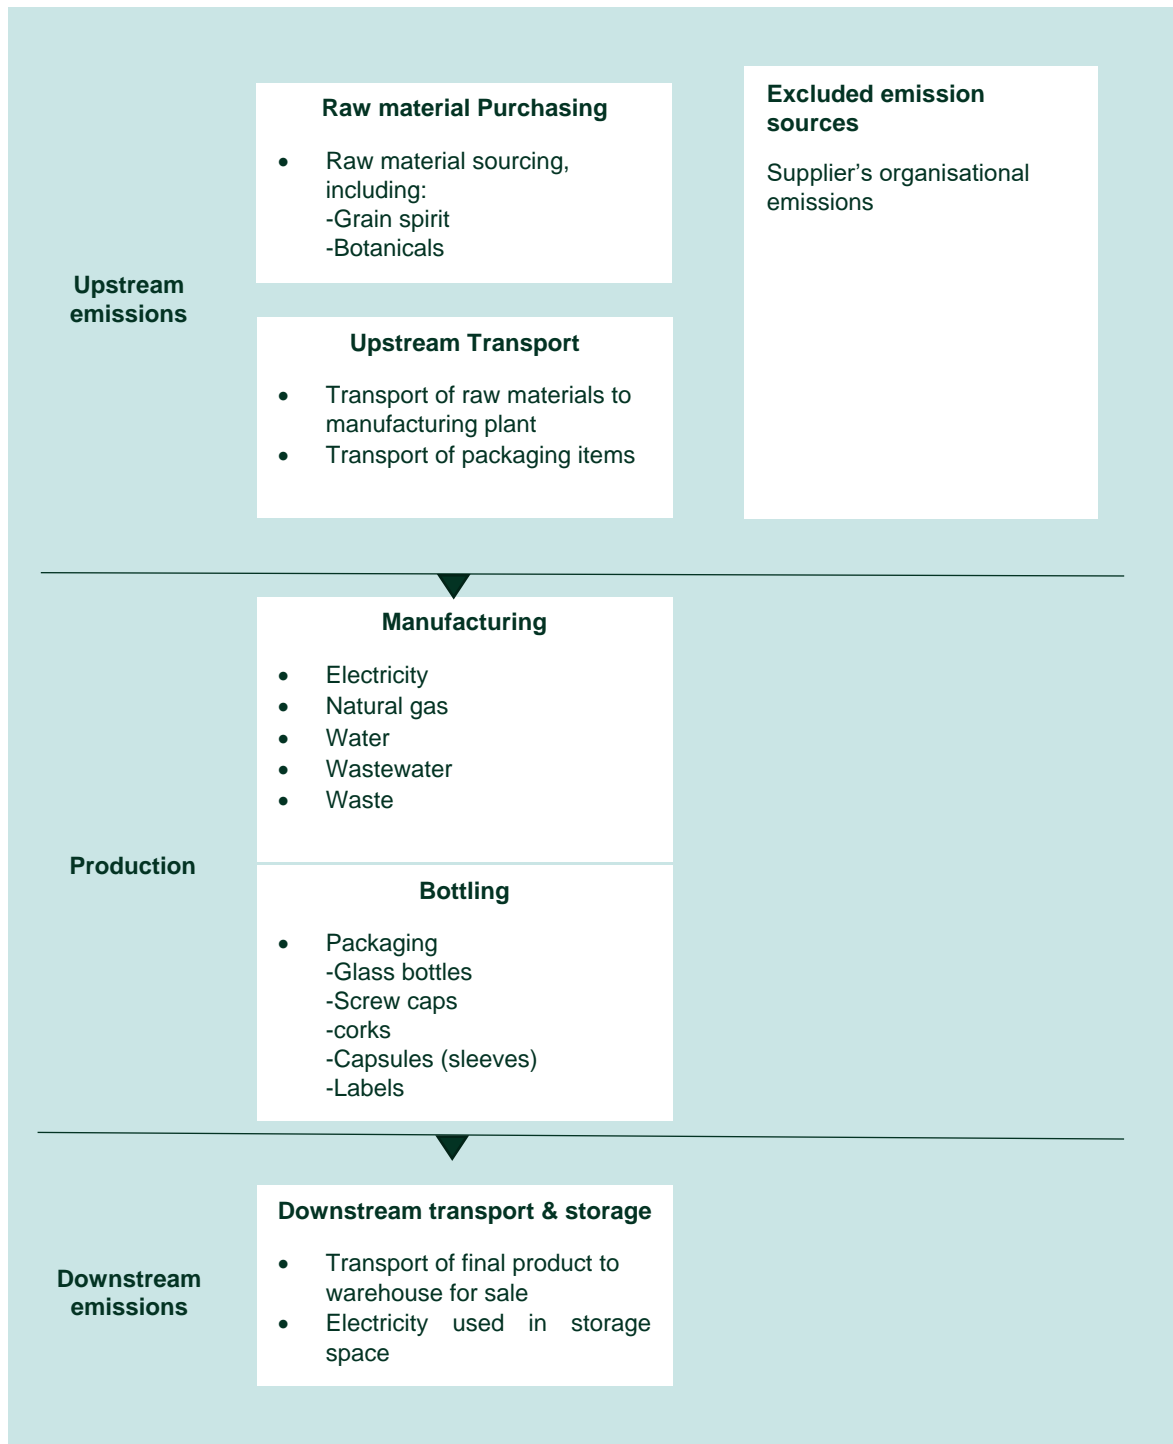 Raw material Purchasing
• Raw material sourcing,
including:
-Grain spirit
-Botanicals
Excluded emission
sources
Supplier's organisational
emissions
Upstream
emissions
Upstream Transport
• Transport of raw materials to
manufacturing plant
• Transport of packaging items
Manufacturing
• Electricity
• Natural gas
• Water
• Wastewater
• Waste
Production
Bottling
• Packaging
-Glass bottles
-Screw caps
-corks
-Capsules (sleeves)
-Labels
Downstream transport & storage
• Transport of final product to
warehouse for sale
• Electricity used in storage
space
Downstream
emissions